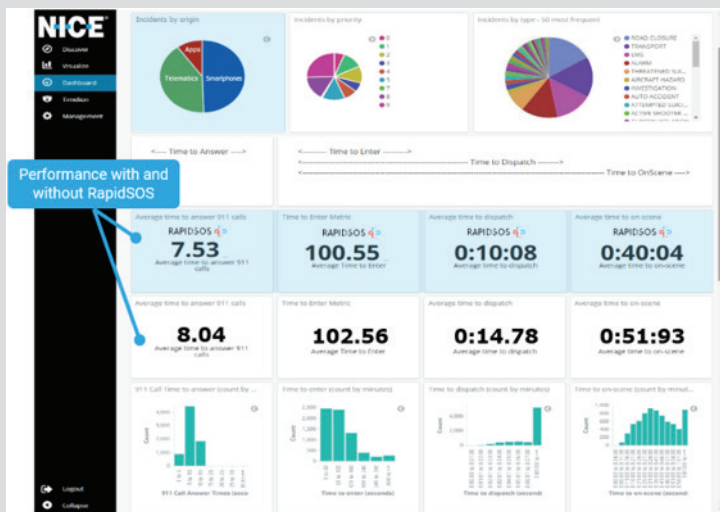 NICE
Discover
Visualize
Dashboard
Timelion
Management
Logout
Collapse
Performance with and
without RapidSOS
Incidents by origin
Apps
Telematics
Smartphones
Incidents by priority
Incidents by type - 50 most frequent
ROAD CLOSURE
TRANSPORT
EMS
ALARM
THREATENED SUI...
AIRCRAFT HAZARD
INVESTIGATION
AUTO ACCIDENT
ATTEMPTED SUICI...
ACTIVE SHOOTER ...
<---- Time to Answer ---->
Time to Enter
Time to Dispatch
Time to OnScene
Average time to answer 911 calls
RAPIDSOS
7.53
Average time to answer 911
calls
Time to Enter Metric
RAPIDSOS
100.55
Average Time to Enter
Average time to dispatch
RAPIDSOS
0:10:08
Average time to dispatch
Average time to on-scene
RAPIDSOS
0:40:04
Average time to on-scene
Average time to answer 911 calls
8.04
Average time to answer 911
calls
Time to Enter Metric
102.56
Average Time to Enter
Average time to dispatch
0:14.78
Average time to dispatch
Average time to on-scene
0:51:93
Average time to on-scene
911 Call Time to answer (count by ...
Count
911 Call Answer Times (seco
Time to enter (count by minutes)
Count
Time to enter (seconds)
Time to dispatch (count by minutes)
Count
Time to dispatch (second
Time to on-scene (count by minut...
Count
Time to on-scene (second